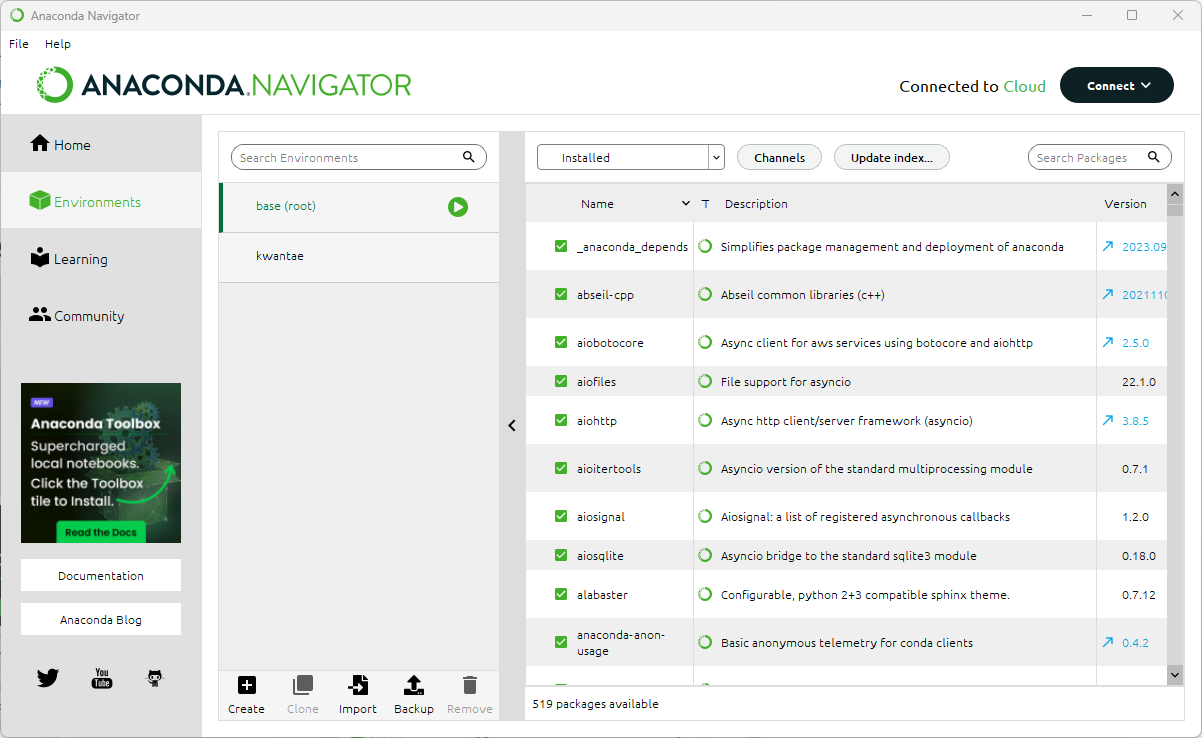 Anaconda Navigator
File Help
ANACONDA.NAVIGATOR
Connected to Cloud
Connect
Home
Environments
Learning
Community
NEW
Anaconda Toolbox
Supercharged
local notebooks.
Click the Toolbox
tile to Install.
Read the Docs
Documentation
Anaconda Blog
You
Tube
Search Environments
base (root)
kwantae
Create Clone Import Backup Remove
Installed
Channels
Update index...
Search Packages
Name T Description Version
_anaconda_depends Simplifies package management and deployment of anaconda 2023.09
abseil-cpp Abseil common libraries (c++) 2021110
aiobotocore Async client for aws services using botocore and aiohttp 2.5.0
aiofiles File support for asyncio 22.1.0
aiohttp Async http client/server framework (asyncio) 3.8.5
aioitertools Asyncio version of the standard multiprocessing module 0.7.1
aiosignal Aiosignal: a list of registered asynchronous callbacks 1.2.0
aiosqlite Asyncio bridge to the standard sqlite3 module 0.18.0
alabaster Configurable, python 2+3 compatible sphinx theme. 0.7.12
anaconda-anon-
usage Basic anonymous telemetry for conda clients 0.4.2
519 packages available